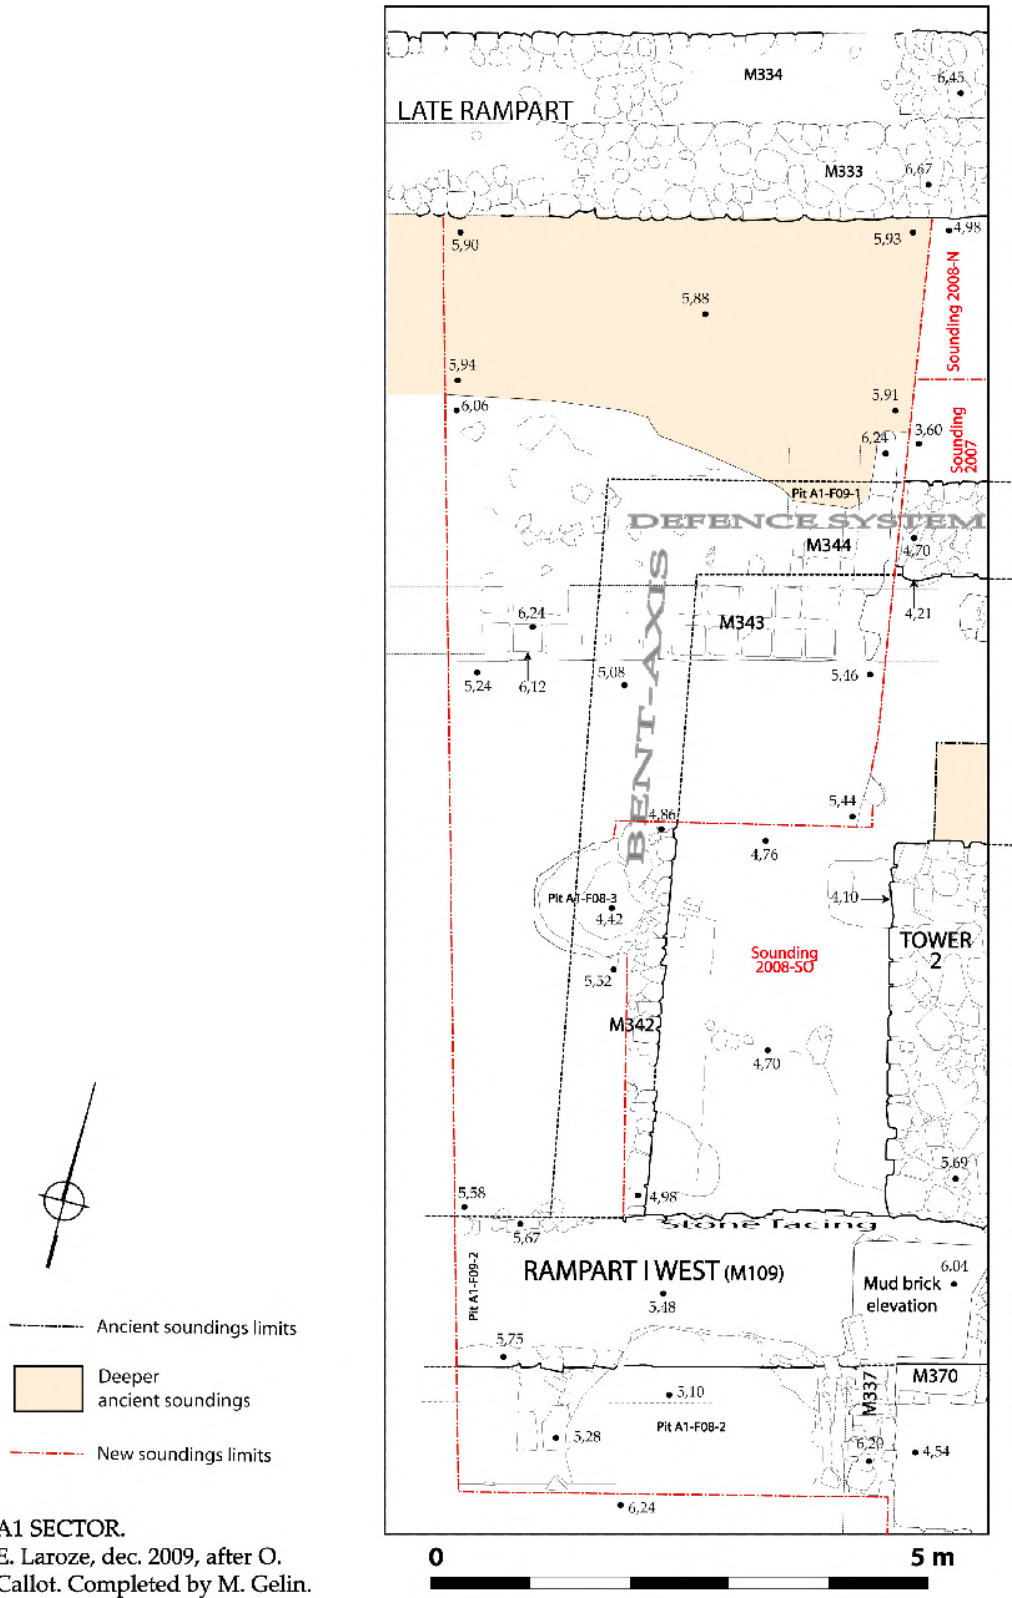 M334
6,45
LATE RAMPART
M333
6,67
5,90
5,93
4,98
Sounding 2008-N
5,88
5,94
6,06
5,91
6,24
3,60
Sounding
2007
Pit A1-F09-1
DEFENCE SYSTEM
M344
4,70
BENT-AXIS
6,24
M343
4,21
5,24
6,12
5,08
5,46
5,44
4,86
4,76
Pit A1-F08-3
4,42
4,10
TOWER
2
Sounding
2008-SO
5,52
M342
4,70
5,69
5,58
4,98
5,67
Stone facing
RAMPART I WEST (M109)
5,48
Mud brick
elevation
6,04
Pit A1-F09-2
5,75
M337
M370
5,10
Pit A1-F08-2
5,28
6,20
4,54
6,24
Ancient soundings limits
Deeper
ancient soundings
New soundings limits
A1 SECTOR.
E. Laroze, dec. 2009, after O.
Callot. Completed by M. Gelin.
0
5 m